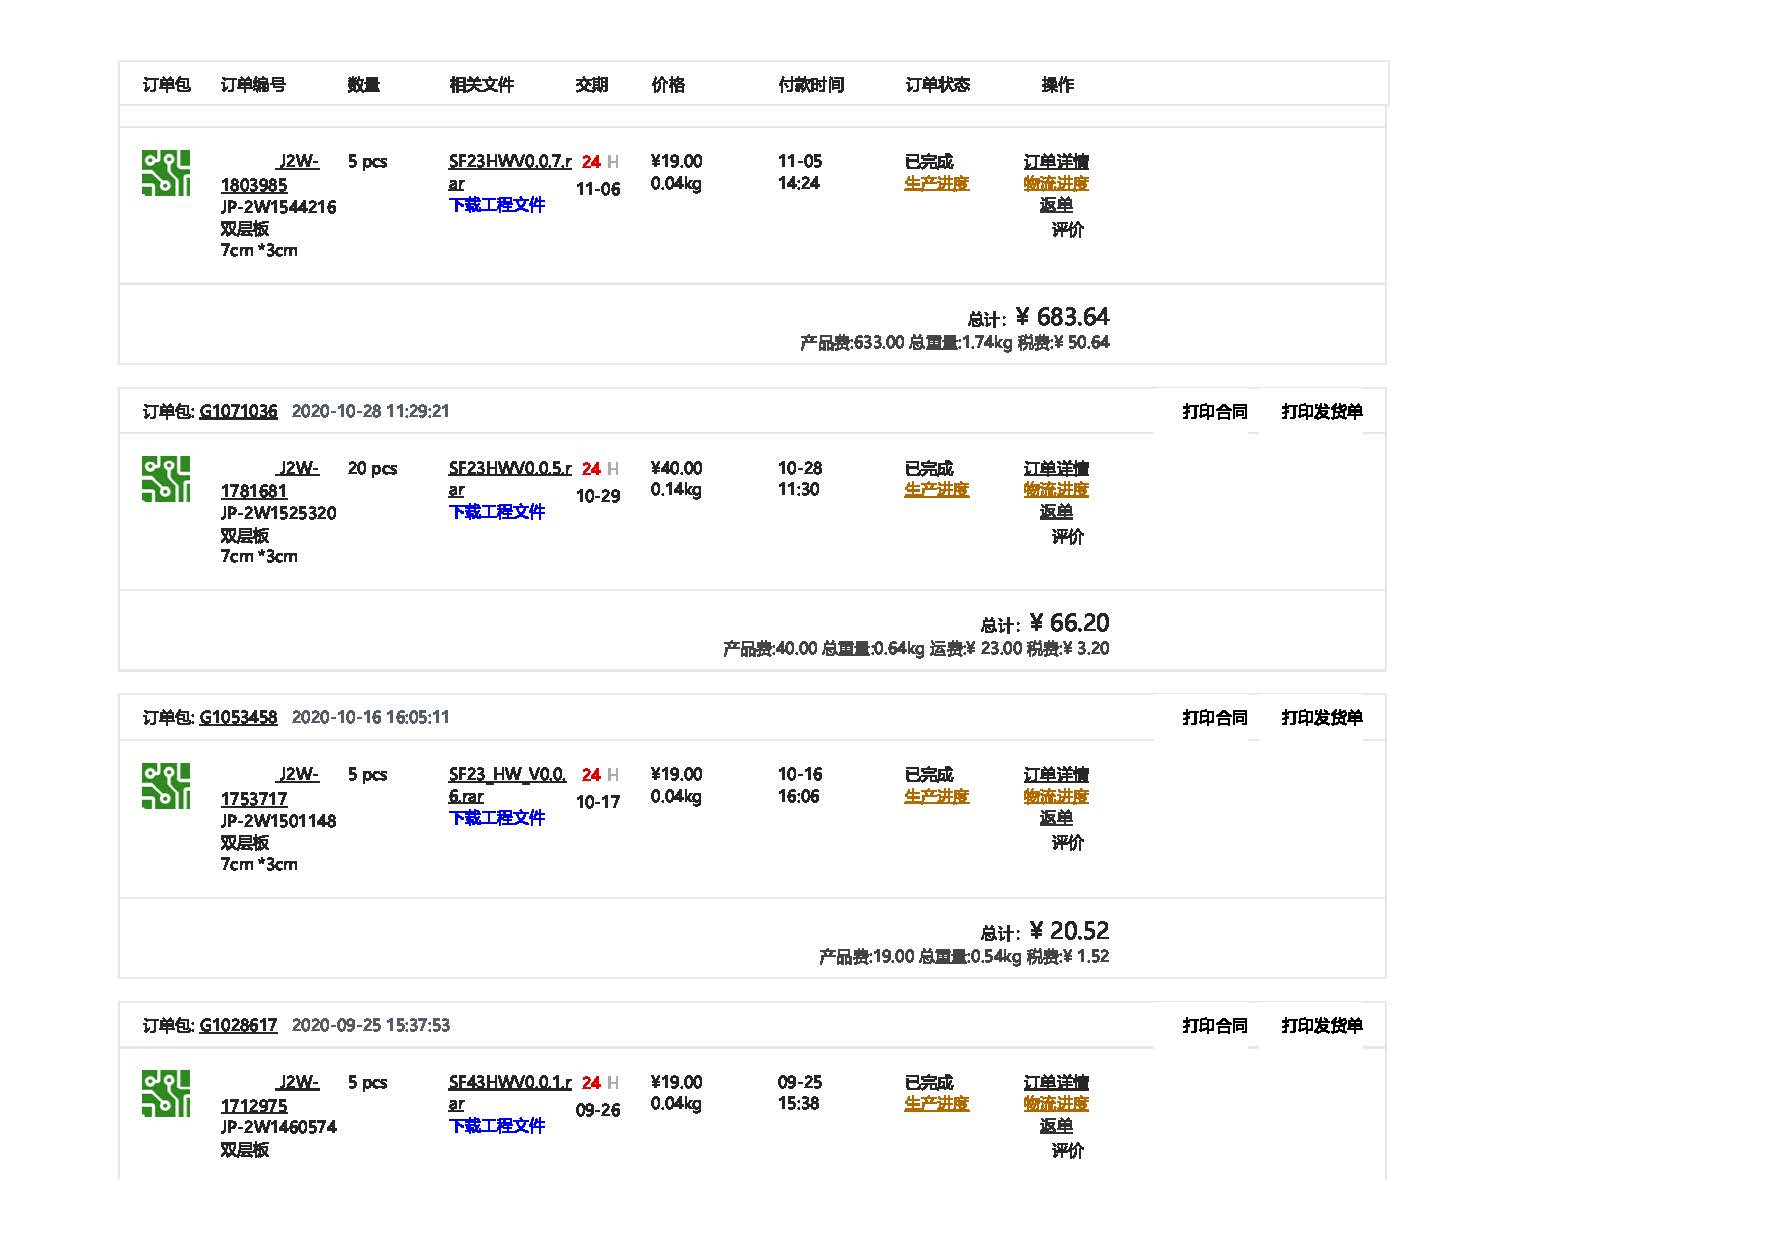 订单包 订单编号 数量 相关文件 交期 价格 付款时间 订单状态 操作
J2W- 5 pcs SF23HWV0.0.7.r 24 H ¥19.00 11-05 已完成 订单详情
1803985 ar 11-06 0.04kg 14:24 生产进度 物流进度
JP-2W1544216 下载工程文件 返单
双层板 评价
7cm *3cm
总计: ¥ 683.64
产品费:633.00 总重量:1.74kg 税费:¥ 50.64
订单包: G1071036 2020-10-28 11:29:21 打印合同 打印发货单
J2W- 20 pcs SF23HWV0.0.5.r 24 H ¥40.00 10-28 已完成 订单详情
1781681 ar 10-29 0.14kg 11:30 生产进度 物流进度
JP-2W1525320 下载工程文件 返单
双层板 评价
7cm *3cm
总计: ¥ 66.20
产品费:40.00 总重量:0.64kg 运费:¥ 23.00 税费:¥ 3.20
订单包: G1053458 2020-10-16 16:05:11 打印合同 打印发货单
J2W- 5 pcs SF23_HW_V0.0. 24 H ¥19.00 10-16 已完成 订单详情
1753717 6.rar 10-17 0.04kg 16:06 生产进度 物流进度
JP-2W1501148 下载工程文件 返单
双层板 评价
7cm *3cm
总计: ¥ 20.52
产品费:19.00 总重量:0.54kg 税费:¥ 1.52
订单包: G1028617 2020-09-25 15:37:53 打印合同 打印发货单
J2W- 5 pcs SF43HWV0.0.1.r 24 H ¥19.00 09-25 已完成 订单详情
1712975 ar 09-26 0.04kg 15:38 生产进度 物流进度
JP-2W1460574 下载工程文件 返单
双层板 评价